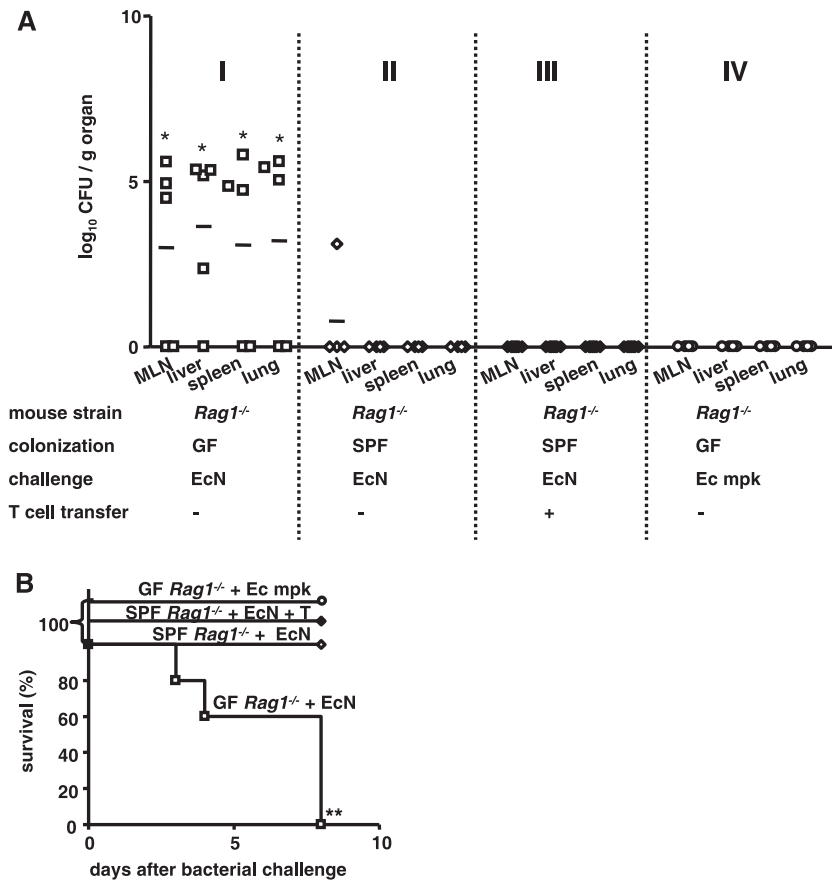 A
10
I
II
III
IV
* * * *
log₁₀ CFU / g organ
5
0
MLN liver spleen lung MLN liver spleen lung MLN liver spleen lung MLN liver spleen lung
mouse strain Rag1-/- Rag1-/- Rag1-/- Rag1-/-
colonization GF SPF SPF GF
challenge EcN EcN EcN Ec mpk
T cell transfer - - + -
B
GF Rag1-/- + Ec mpk
SPF Rag1-/- + EcN + T
100
SPF Rag1-/- + EcN
80
GF Rag1-/- + EcN
60
survival (%)
40
20
**
0
0 5 10
days after bacterial challenge